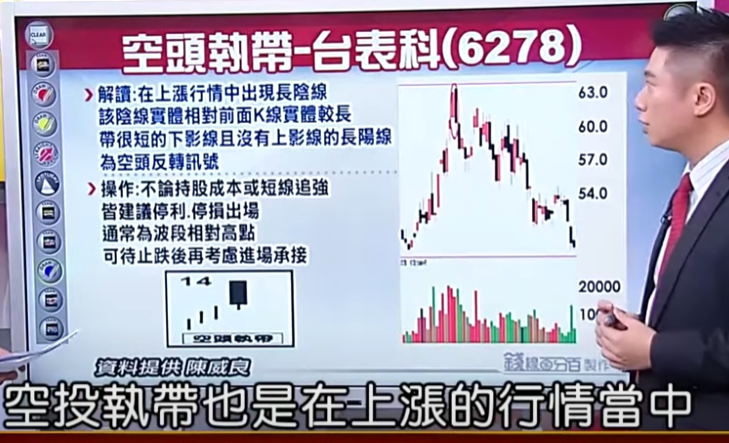 CLEAR
空頭執帶-台表科(6278)
解讀:在上漲行情中出現長陰線
該陰線實體相對前面K線實體較長
帶很短的下影線且沒有上影線的長陽線
為空頭反轉訊號
操作:不論持股成本或短線追強
皆建議停利.停損出場
通常為波段相對高點
可待止跌後再考慮進場承接
14
空頭執帶
63.0
60.0
57.0
54.0
20000
資料提供 陳威良
錢線百分百 製作
空投執帶也是在上漲的行情當中